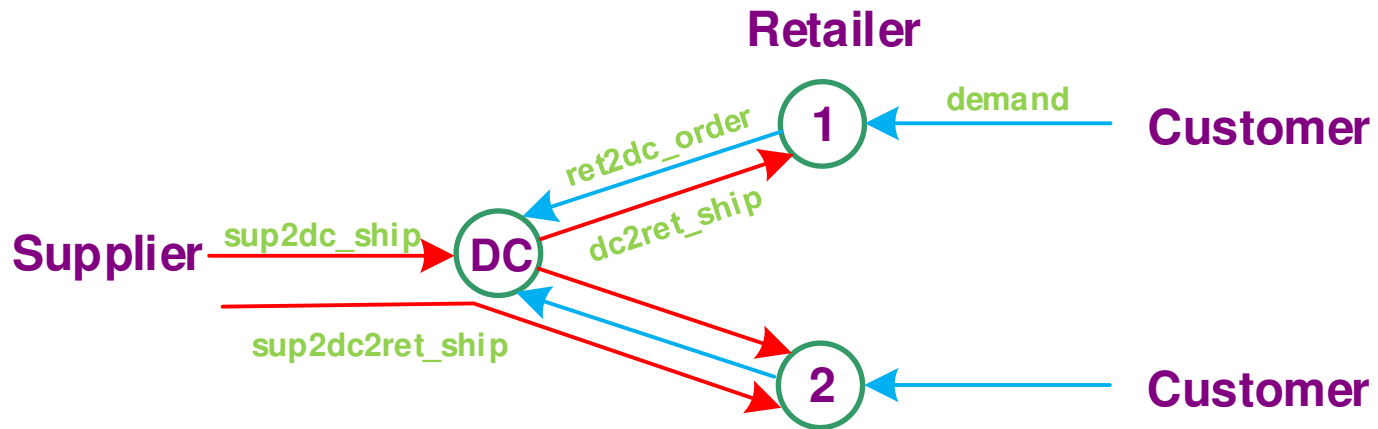 Retailer
demand
1
Customer
ret2dc_order
dc2ret_ship
Supplier
sup2dc_ship
DC
sup2dc2ret_ship
2
Customer